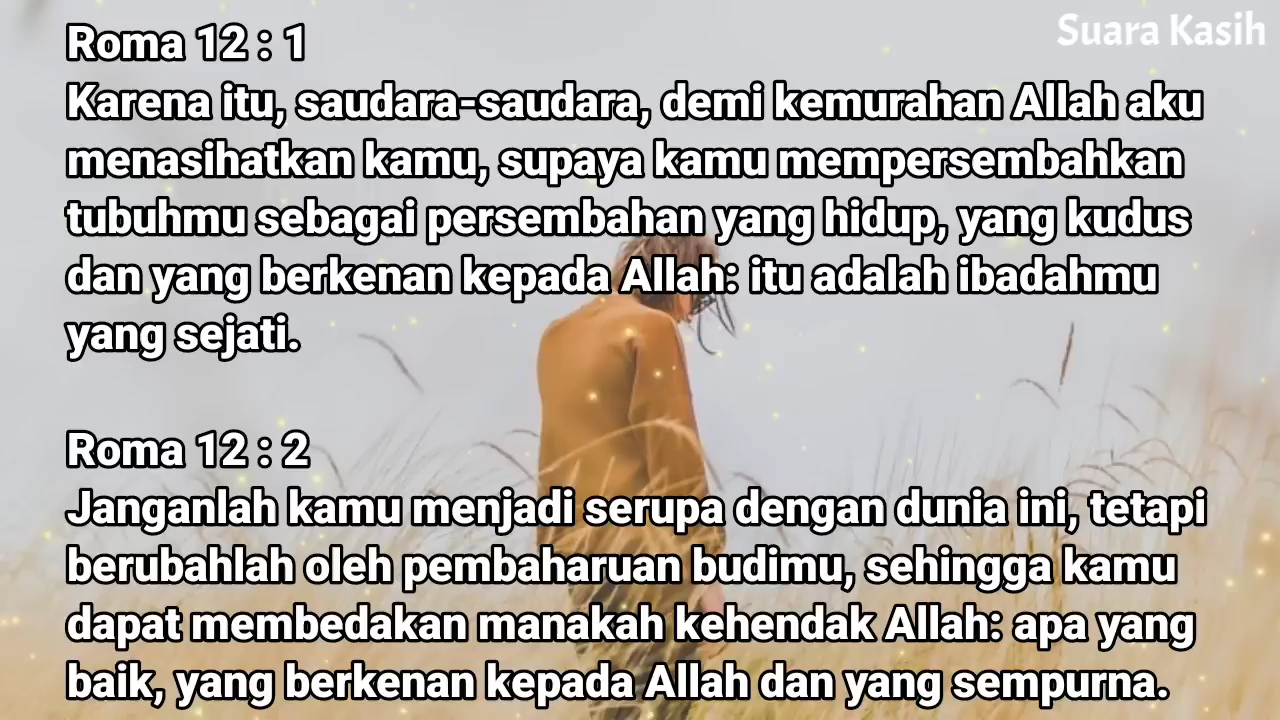 Suara Kasih
Roma 12 : 1
Karena itu, saudara-saudara, demi kemurahan Allah aku
menasihatkan kamu, supaya kamu mempersembahkan
tubuhmu sebagai persembahan yang hidup, yang kudus
dan yang berkenan kepada Allah: itu adalah ibadahmu
yang sejati.
Roma 12 : 2
Janganlah kamu menjadi serupa dengan dunia ini, tetapi
berubahlah oleh pembaharuan budimu, sehingga kamu
dapat membedakan manakah kehendak Allah: apa yang
baik, yang berkenan kepada Allah dan yang sempurna.